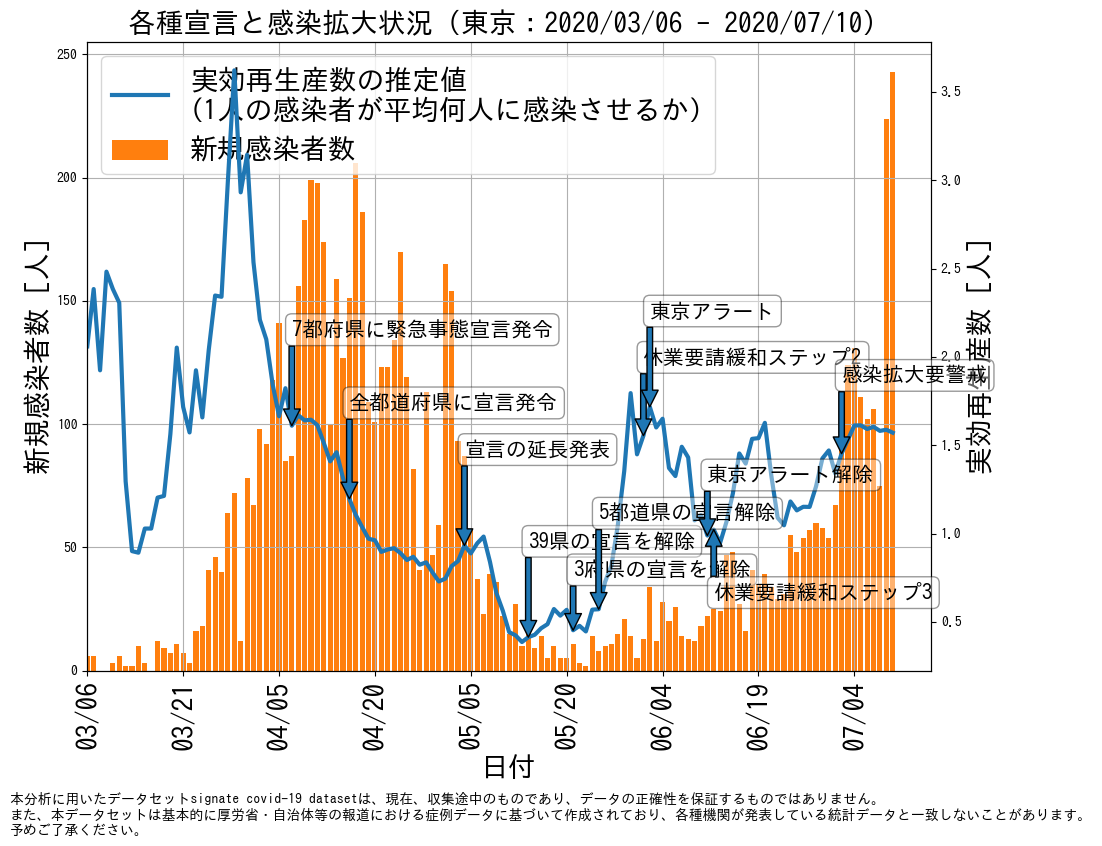 各種宣言と感染拡大状況 (東京：2020/03/06 - 2020/07/10)
実効再生産数の推定値
(1人の感染者が平均何人に感染させるか)
新規感染者数
250
200
150
100
50
0
新規感染者数 [人]
3.5
3.0
2.5
2.0
1.5
1.0
0.5
実効再生産数 [人]
東京アラート
7都府県に緊急事態宣言発令
休業要請緩和ステップ2
感染拡大要警戒
全都道府県に宣言発令
宣言の延長発表
東京アラート解除
5都道県の宣言解除
39県の宣言を解除
3府県の宣言を解除
休業要請緩和ステップ3
03/06
03/21
04/05
04/20
05/05
05/20
06/04
06/19
07/04
日付
本分析に用いたデータセットsignate covid-19 datasetは、現在、収集途中のものであり、データの正確性を保証するものではありません。
また、本データセットは基本的に厚労省・自治体等の報道における症例データに基づいて作成されており、各種機関が発表している統計データと一致しないことがあります。
予めご了承ください。